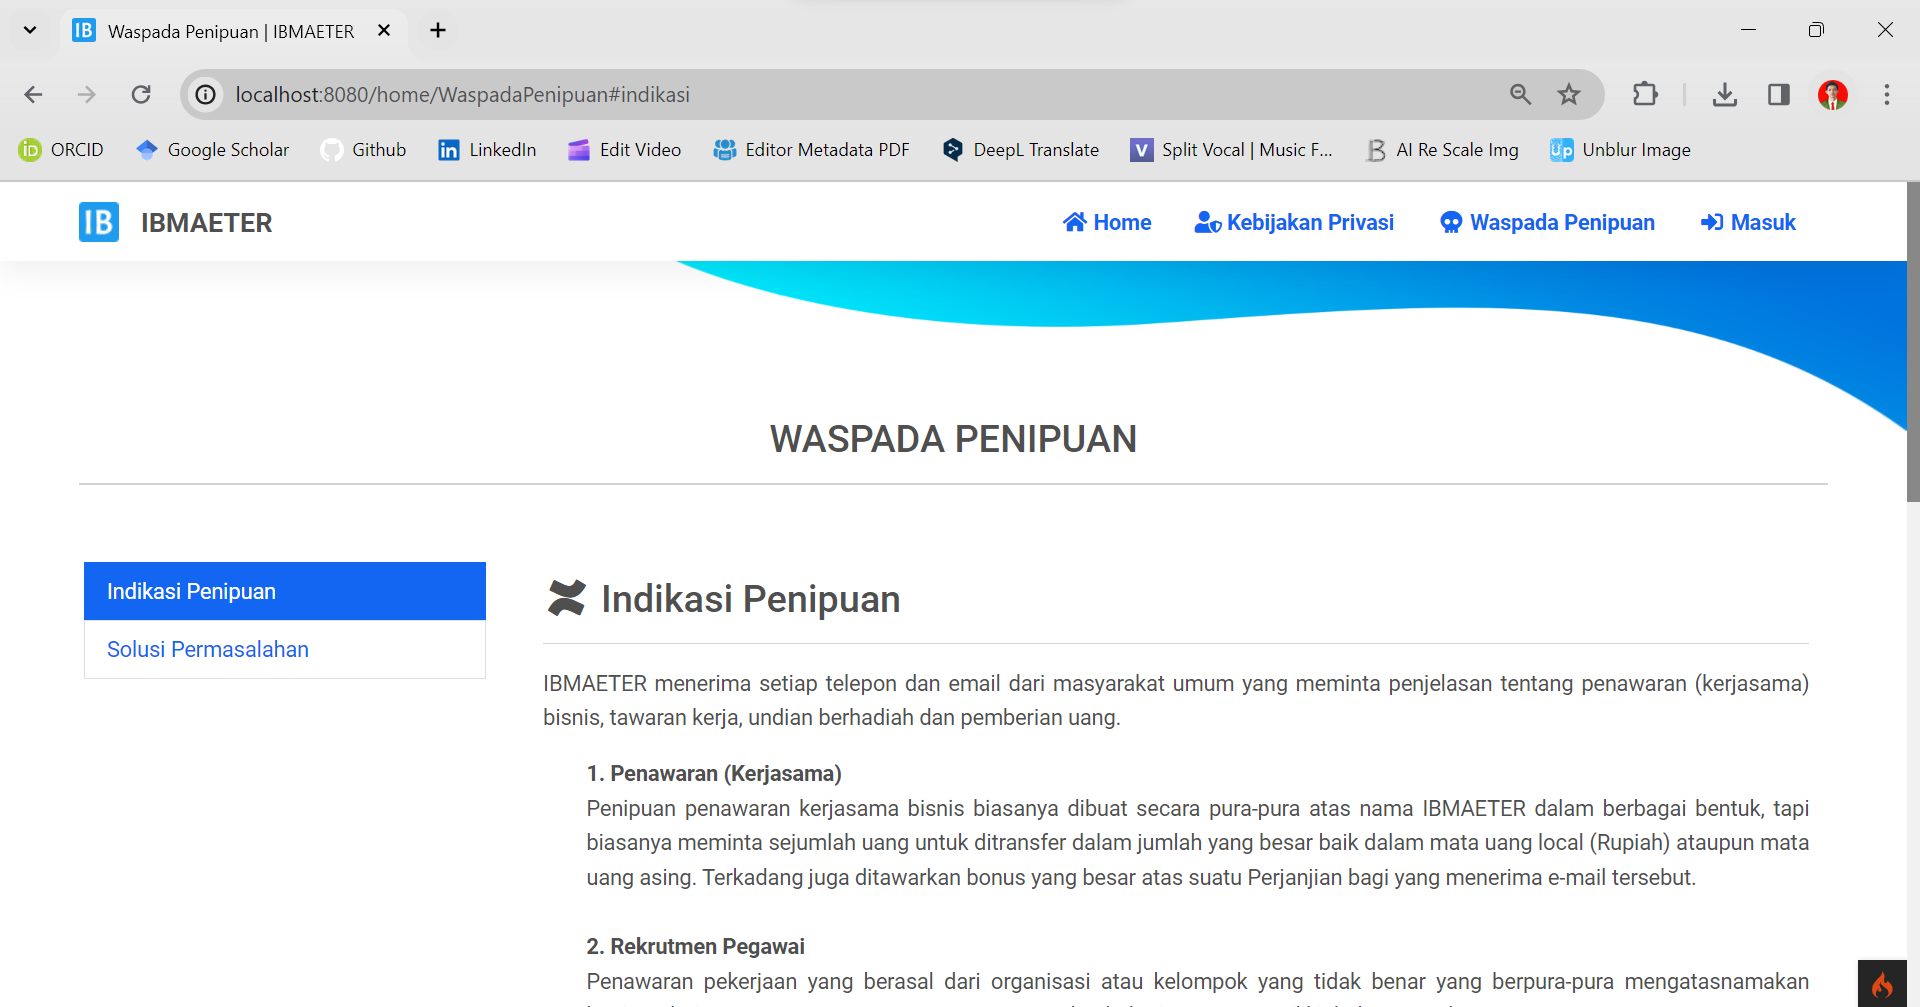 Waspada Penipuan | IBMAETER
localhost:8080/home/WaspadaPenipuan#indikasi
ORCID Google Scholar Github LinkedIn Edit Video Editor Metadata PDF DeepL Translate Split Vocal | Music F... AI Re Scale Img Unblur Image
IB IBMAETER Home Kebijakan Privasi Waspada Penipuan Masuk
WASPADA PENIPUAN
Indikasi Penipuan
Solusi Permasalahan
Indikasi Penipuan
IBMAETER menerima setiap telepon dan email dari masyarakat umum yang meminta penjelasan tentang penawaran (kerjasama)
bisnis, tawaran kerja, undian berhadiah dan pemberian uang.
1. Penawaran (Kerjasama)
Penipuan penawaran kerjasama bisnis biasanya dibuat secara pura-pura atas nama IBMAETER dalam berbagai bentuk, tapi
biasanya meminta sejumlah uang untuk ditransfer dalam jumlah yang besar baik dalam mata uang local (Rupiah) ataupun mata
uang asing. Terkadang juga ditawarkan bonus yang besar atas suatu Perjanjian bagi yang menerima e-mail tersebut.
2. Rekrutmen Pegawai
Penawaran pekerjaan yang berasal dari organisasi atau kelompok yang tidak benar yang berpura-pura mengatasnamakan